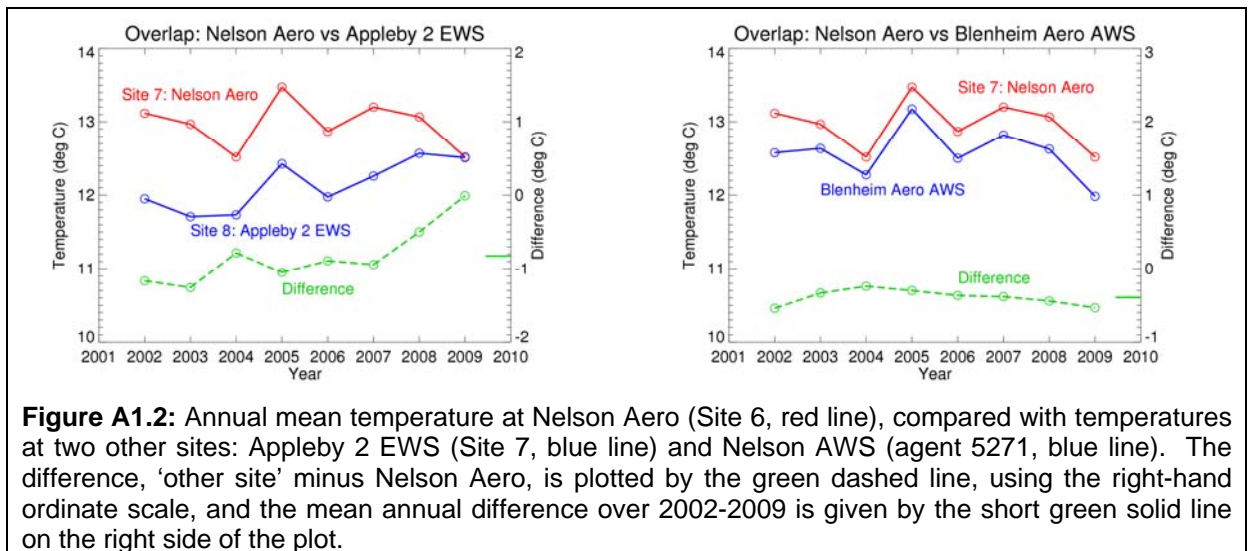 Overlap: Nelson Aero vs Appleby 2 EWS
14
13
12
11
10
Temperature (deg C)
2
1
0
-1
-2
Difference (deg C)
Site 7: Nelson Aero
Site 8: Appleby 2 EWS
Difference
2001 2002 2003 2004 2005 2006 2007 2008 2009 2010
Year
Overlap: Nelson Aero vs Blenheim Aero AWS
14
13
12
11
10
Temperature (deg C)
3
2
1
0
-1
Difference (deg C)
Site 7: Nelson Aero
Blenheim Aero AWS
Difference
2001 2002 2003 2004 2005 2006 2007 2008 2009 2010
Year
Figure A1.2: Annual mean temperature at Nelson Aero (Site 6, red line), compared with temperatures
at two other sites: Appleby 2 EWS (Site 7, blue line) and Nelson AWS (agent 5271, blue line). The
difference, ‘other site’ minus Nelson Aero, is plotted by the green dashed line, using the right-hand
ordinate scale, and the mean annual difference over 2002-2009 is given by the short green solid line
on the right side of the plot.